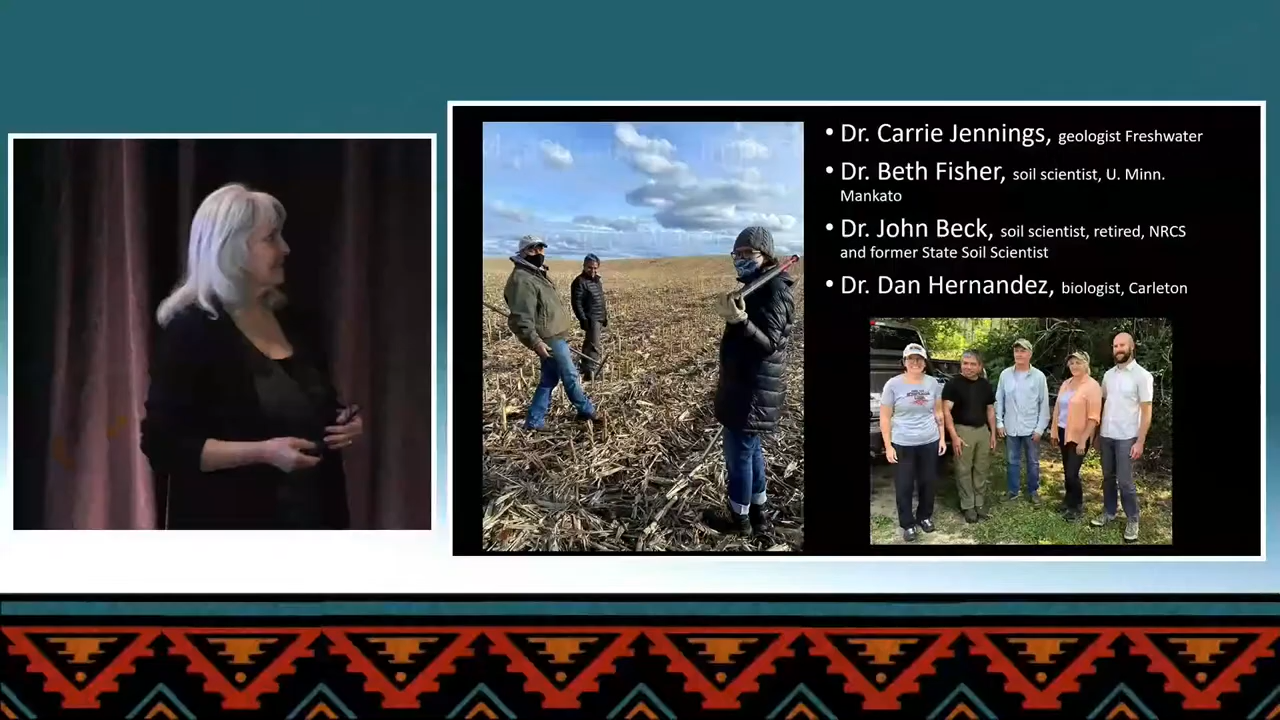 • Dr. Carrie Jennings, geologist Freshwater
• Dr. Beth Fisher, soil scientist, U. Minn.
Mankato
• Dr. John Beck, soil scientist, retired, NRCS
and former State Soil Scientist
• Dr. Dan Hernandez, biologist, Carleton